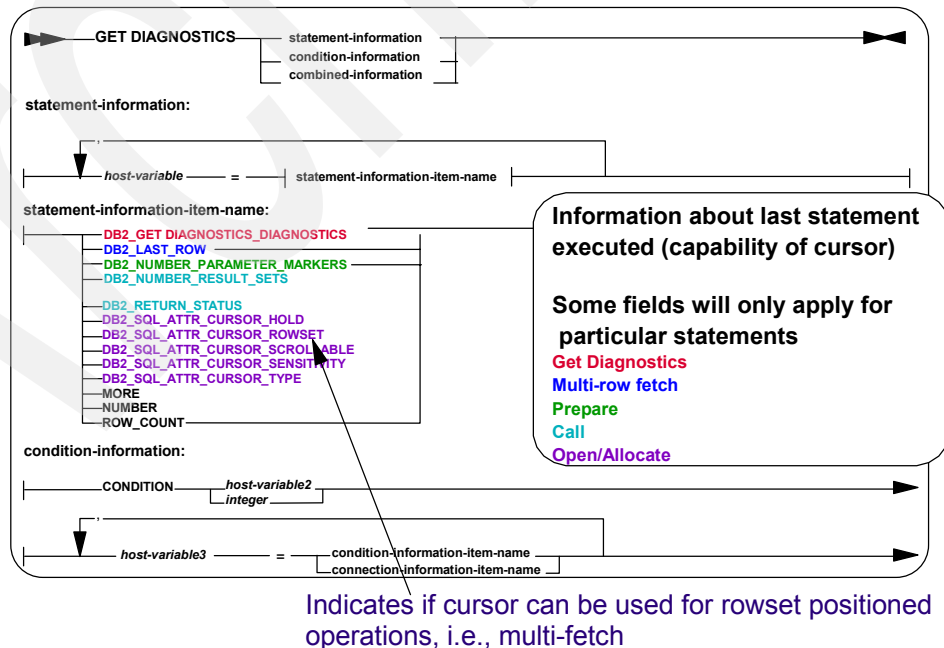 GET DIAGNOSTICS statement-information
condition-information
combined-information
statement-information:
,
host-variable = statement-information-item-name
statement-information-item-name:
DB2_GET DIAGNOSTICS_DIAGNOSTICS
DB2_LAST_ROW
DB2_NUMBER_PARAMETER_MARKERS
DB2_NUMBER_RESULT_SETS
DB2_RETURN_STATUS
DB2_SQL_ATTR_CURSOR_HOLD
DB2_SQL_ATTR_CURSOR_ROWSET
DB2_SQL_ATTR_CURSOR_SCROLLABLE
DB2_SQL_ATTR_CURSOR_SENSITIVITY
DB2_SQL_ATTR_CURSOR_TYPE
MORE
NUMBER
ROW_COUNT
Information about last statement
executed (capability of cursor)
Some fields will only apply for
particular statements
Get Diagnostics
Multi-row fetch
Prepare
Call
Open/Allocate
condition-information:
CONDITION host-variable2
integer
,
host-variable3 = condition-information-item-name
connection-information-item-name
Indicates if cursor can be used for rowset positioned
operations, i.e., multi-fetch